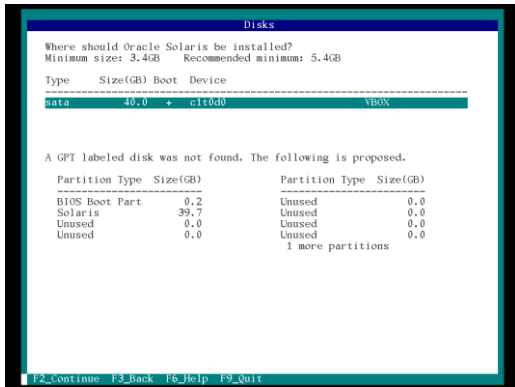 Disks
Where should Oracle Solaris be installed?
Minimum size: 3.4GB    Recommended minimum: 5.4GB
Type     Size(GB) Boot  Device
sata     40.0   +   c1t0d0     VBOX
A GPT labeled disk was not found. The following is proposed.
Partition Type  Size(GB)     Partition Type  Size(GB)
BIOS Boot Part     0.2     Unused     0.0
Solaris     39.7     Unused     0.0
Unused     0.0     Unused     0.0
Unused     0.0     Unused     0.0
1 more partitions
F2_Continue  F3_Back  F6_Help  F9_Quit